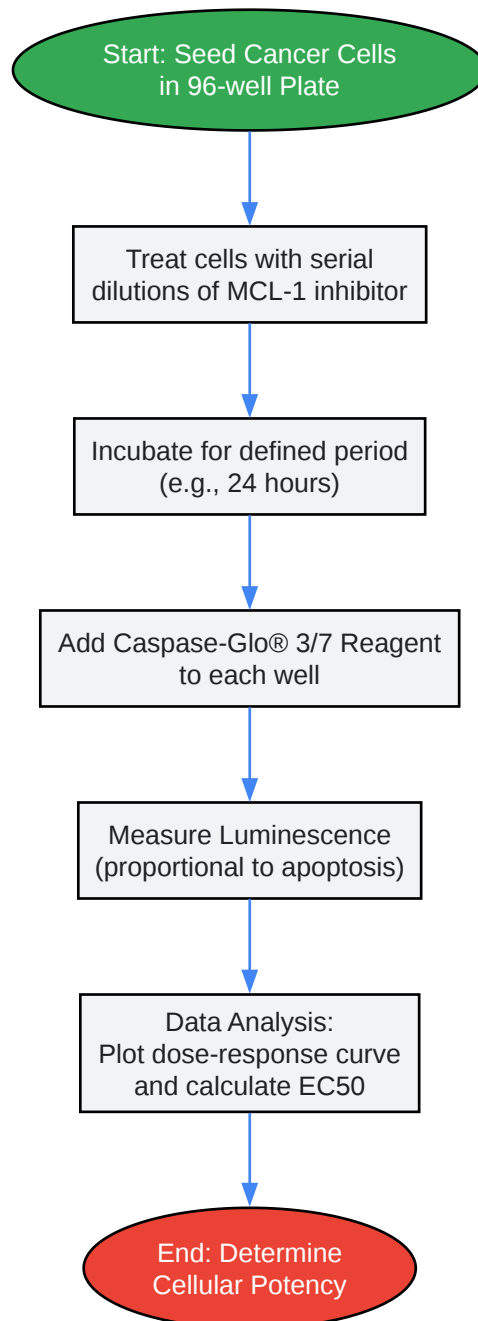 Start: Seed Cancer Cells
in 96-well Plate
Treat cells with serial
dilutions of MCL-1 inhibitor
Incubate for defined period
(e.g., 24 hours)
Add Caspase-Glo® 3/7 Reagent
to each well
Measure Luminescence
(proportional to apoptosis)
Data Analysis:
Plot dose-response curve
and calculate EC50
End: Determine
Cellular Potency